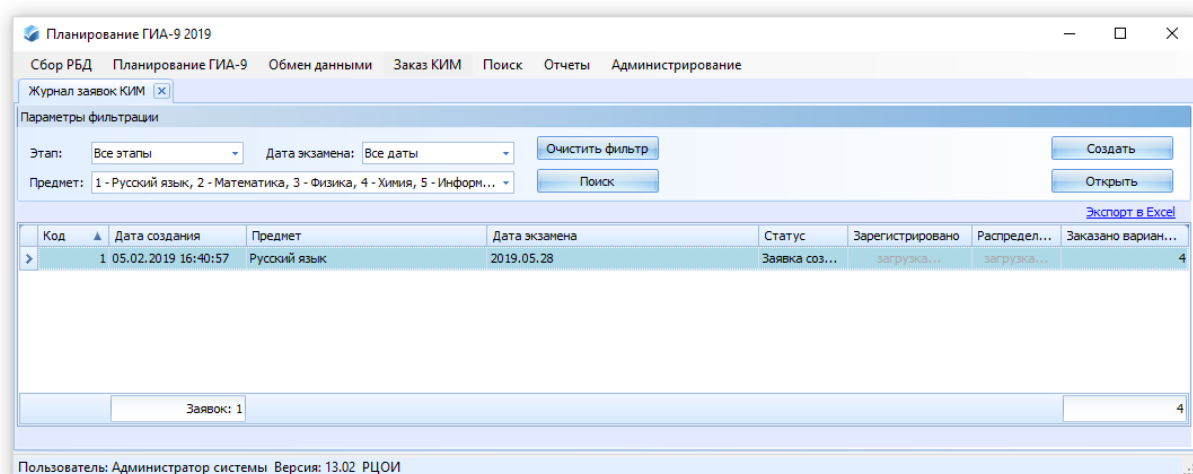 Планирование ГИА-9 2019
Сбор РБД Планирование ГИА-9 Обмен данными Заказ КИМ Поиск Отчеты Администрирование
Журнал заявок КИМ
Параметры фильтрации
Этап: Все этапы Дата экзамена: Все даты Очистить фильтр Создать
Предмет: 1 - Русский язык, 2 - Математика, 3 - Физика, 4 - Химия, 5 - Информ... Поиск Открыть
Экспорт в Excel
Код Дата создания Предмет Дата экзамена Статус Зарегистрировано Распредел... Заказано вариан...
1 05.02.2019 16:40:57 Русский язык 2019.05.28 Заявка соз... загрузка... загрузка... 4
Заявок: 1 4
Пользователь: Администратор системы Версия: 13.02 РЦОИ